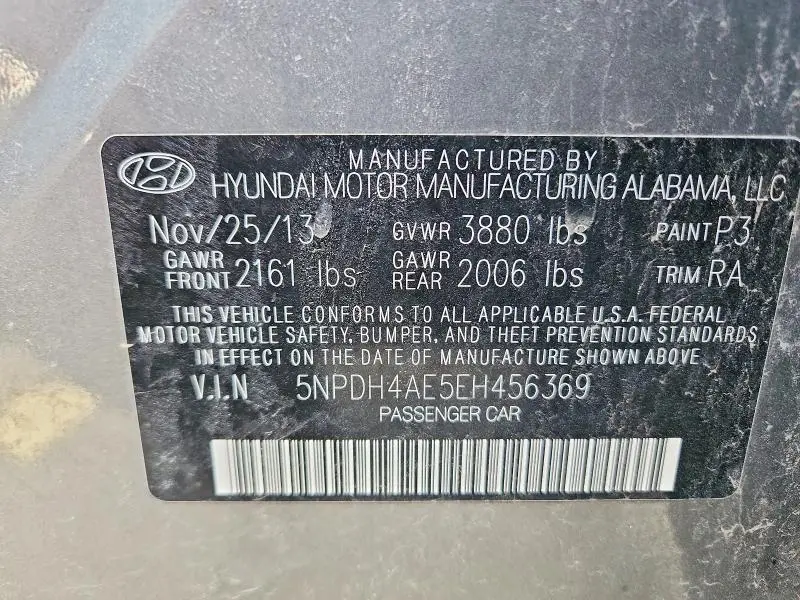 MANUFACTURED BY
HYUNDAI MOTOR MANUFACTURING ALABAMA, LLC
Nov/25/13 GVWR 3880 lbs PAINT P3
GAWR FRONT 2161 lbs GAWR REAR 2006 lbs TRIM RA
THIS VEHICLE CONFORMS TO ALL APPLICABLE U.S.A. FEDERAL
MOTOR VEHICLE SAFETY, BUMPER, AND THEFT PREVENTION STANDARDS
IN EFFECT ON THE DATE OF MANUFACTURE SHOWN ABOVE
V.I.N 5NPDH4AE5EH456369
PASSENGER CAR